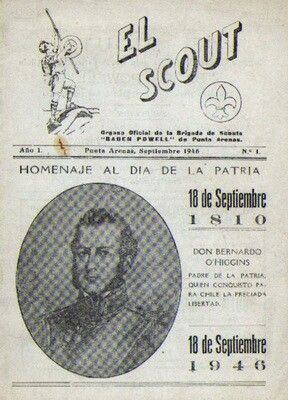 EL
SCOUT
Organo Oficial de la Brigada de Scouts
"BADEN POWELL" de Punta Arenas.
Año I. Punta Arenas, Septiembre 1946 N.º 1.
HOMENAJE AL DIA DE LA PATRIA
18 de Septiembre
1810
DON BERNARDO
O'HIGGINS
PADRE DE LA PATRIA,
QUIEN CONQUISTO PA-
RA CHILE LA PRECIADA
LIBERTAD.
18 de Septiembre
1946